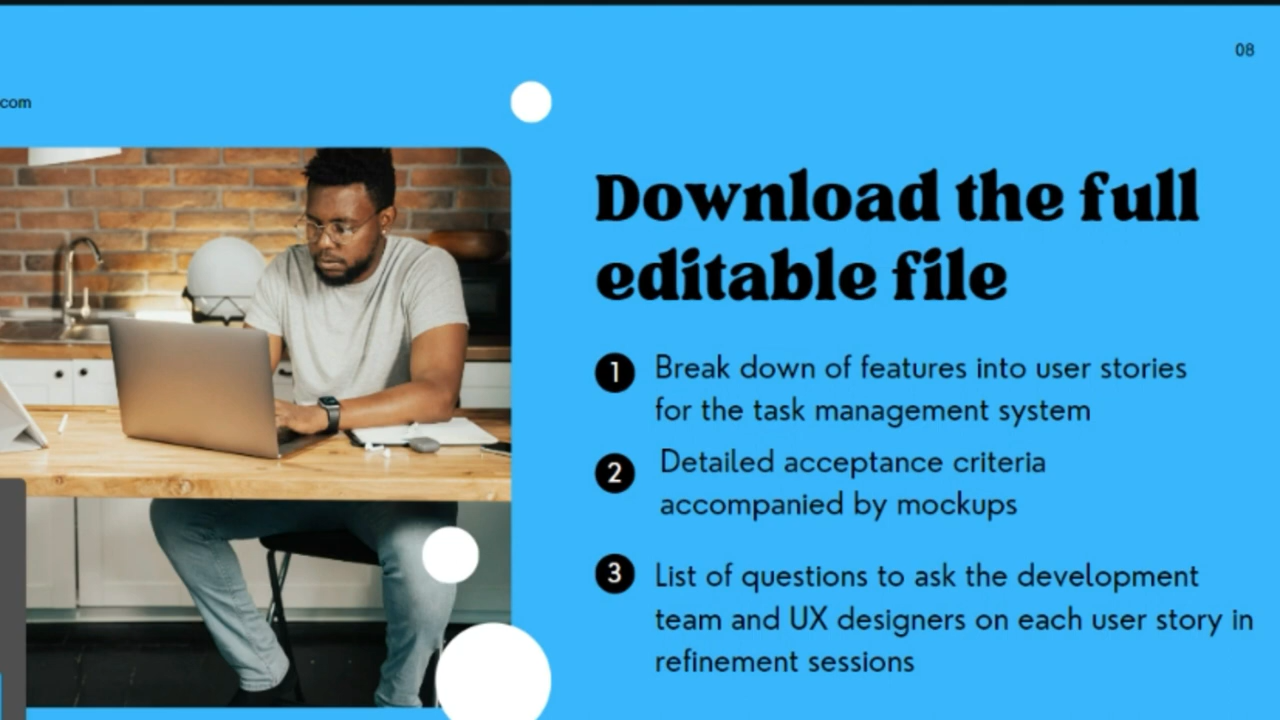 08
.com
Download the full
editable file
1 Break down of features into user stories
for the task management system
2 Detailed acceptance criteria
accompanied by mockups
3 List of questions to ask the development
team and UX designers on each user story in
refinement sessions